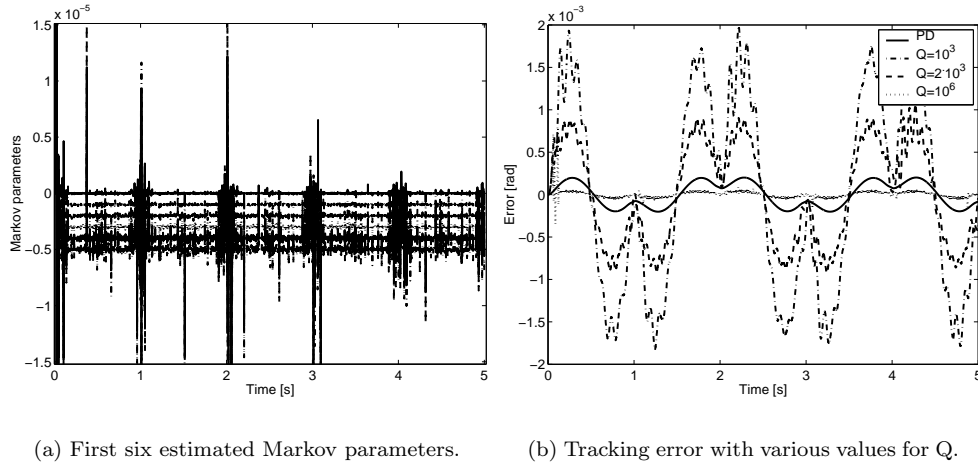 x 10⁻⁵
1.5
1
0.5
0
−0.5
−1
−1.5
Markov parameters
0 1 2 3 4 5
Time [s]
x 10⁻³
2
1.5
1
0.5
0
−0.5
−1
−1.5
−2
Error [rad]
0 1 2 3 4 5
Time [s]
PD
Q=10³
Q=2·10³
Q=10⁶
(a) First six estimated Markov parameters.
(b) Tracking error with various values for Q.